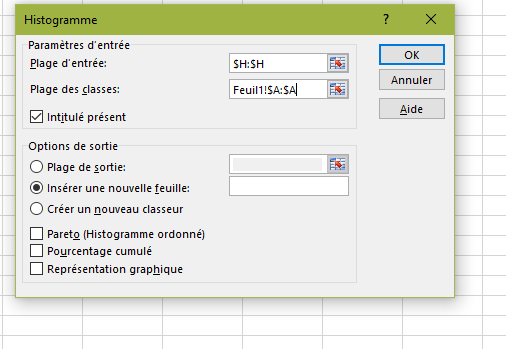 Histogramme
?
Paramètres d'entrée
Plage d'entrée:
$H:$H
OK
Plage des classes:
Feuil1!$A:$A
Annuler
Intitulé présent
Aide
Options de sortie
Plage de sortie:
Insérer une nouvelle feuille:
Créer un nouveau classeur
Pareto (Histogramme ordonné)
Pourcentage cumulé
Représentation graphique